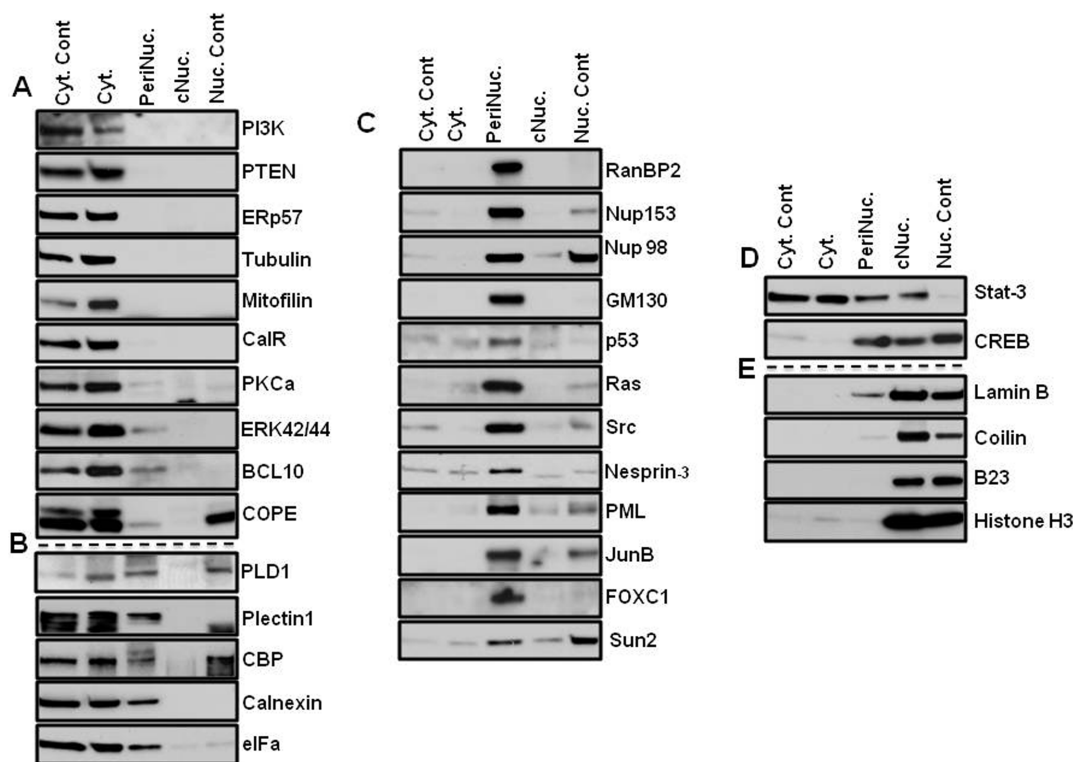 A
Cyt. Cont
Cyt.
PeriNuc.
cNuc.
Nuc. Cont
PI3K
PTEN
ERp57
Tubulin
Mitofilin
CalR
PKCa
ERK42/44
BCL10
COPE
B
PLD1
Plectin1
CBP
Calnexin
eIFa
C
Cyt. Cont
Cyt.
PeriNuc.
cNuc.
Nuc. Cont
RanBP2
Nup153
Nup 98
GM130
p53
Ras
Src
Nesprin-3
PML
JunB
FOXC1
Sun2
D
Cyt. Cont
Cyt.
PeriNuc.
cNuc.
Nuc. Cont
Stat-3
CREB
E
Lamin B
Coilin
B23
Histone H3